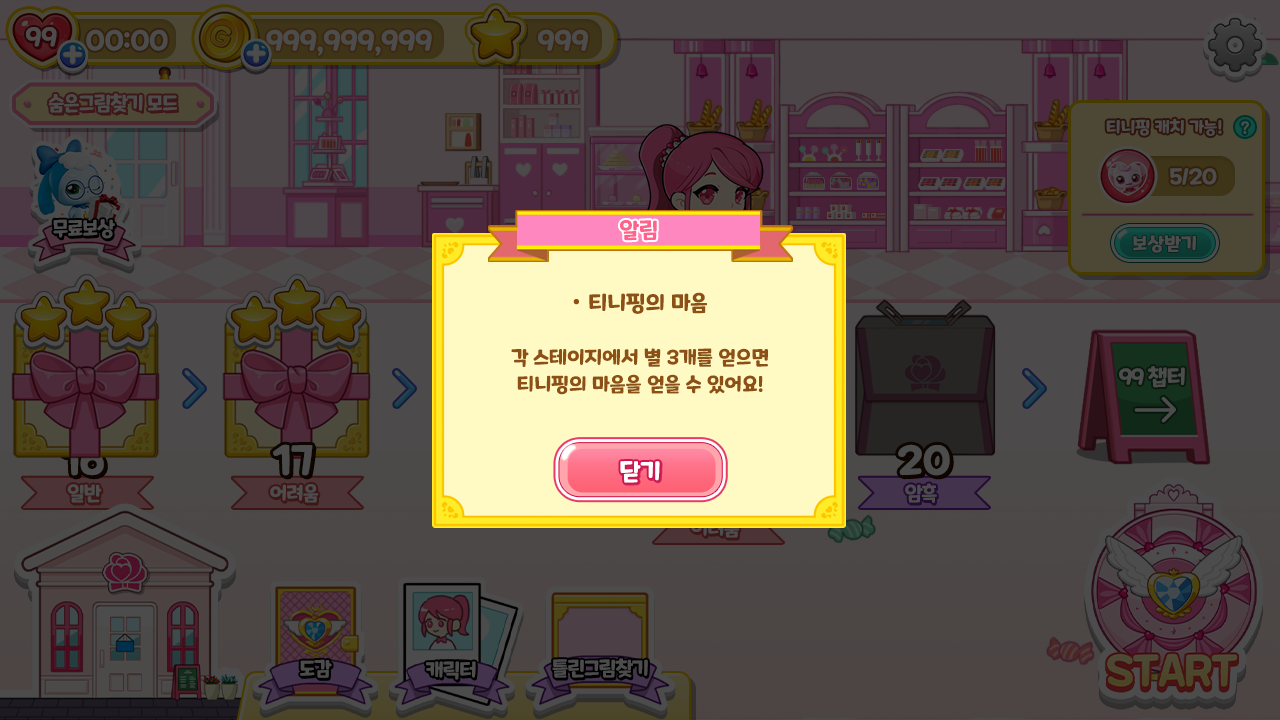 99
00:00
G
999,999,999
999
숨은그림찾기 모드
티니핑 캐치 가능!
?
5/20
보상받기
무료보상
알림
• 티니핑의 마음
각 스테이지에서 별 3개를 얻으면
티니핑의 마음을 얻을 수 있어요!
닫기
99 챕터
16
일반
17
어려움
20
암흑
어려움
도감
캐릭터
틀린그림찾기
START